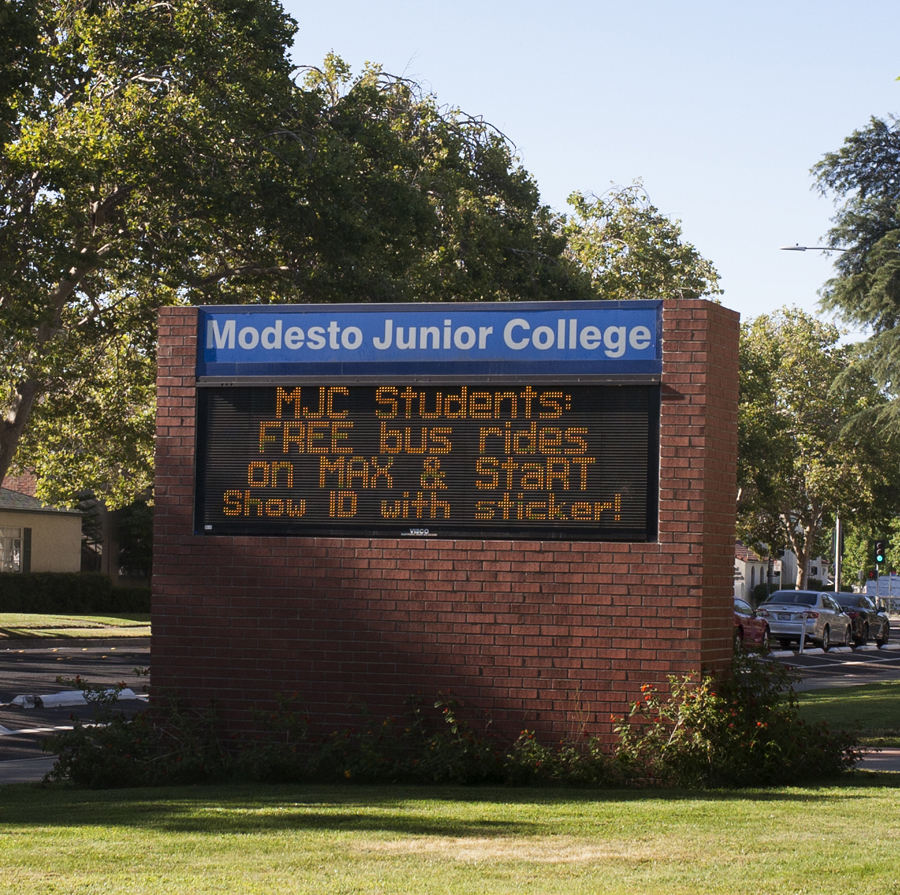 Modesto Junior College
MJC Students:
FREE bus rides
on MAX & StaRT
Show ID with sticker!